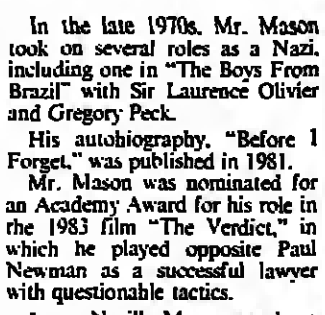 In the late 1970s, Mr. Mason
took on several roles as a Nazi,
including one in "The Boys From
Brazil" with Sir Laurence Olivier
and Gregory Peck.
His autobiography, "Before I
Forget," was published in 1981.
Mr. Mason was nominated for
an Academy Award for his role in
the 1983 film "The Verdict," in
which he played opposite Paul
Newman as a successful lawyer
with questionable tactics.